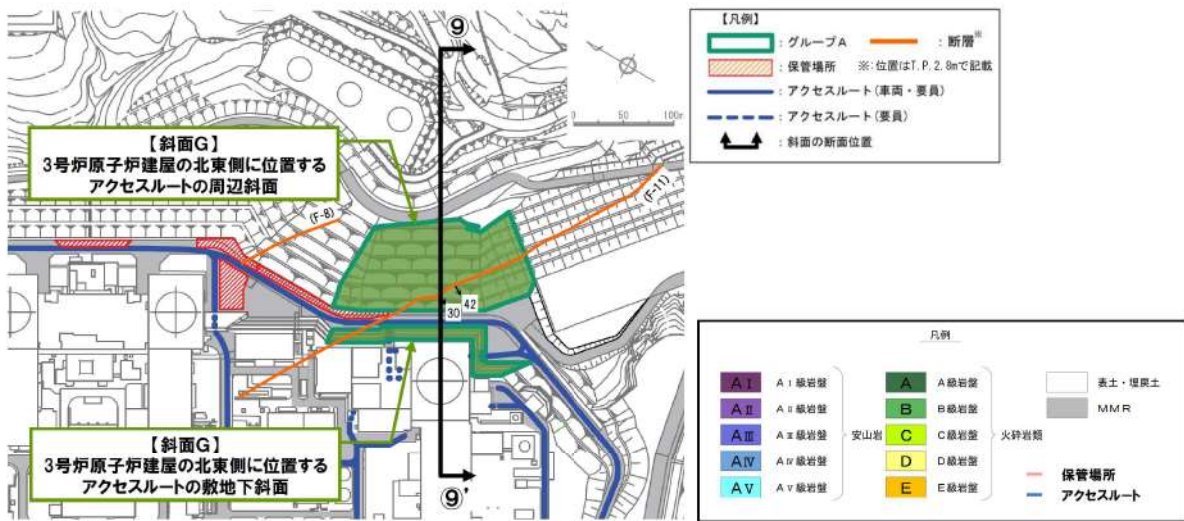 ⑨
【斜面G】
3号炉原子炉建屋の北東側に位置する
アクセスルートの周辺斜面
(F-8)
(F-11)
42
30
【斜面G】
3号炉原子炉建屋の北東側に位置する
アクセスルートの敷地下斜面
⑨'
0 50 100m
【凡例】
：グループA ：断層※
：保管場所 ※：位置はT.P.2.8mで記載
：アクセスルート(車両・要員)
：アクセスルート(要員)
：斜面の断面位置
凡例
AⅠ AⅠ級岩盤
AⅡ AⅡ級岩盤
AⅢ AⅢ級岩盤
AⅣ AⅣ級岩盤
AⅤ AⅤ級岩盤
安山岩
A A級岩盤
B B級岩盤
C C級岩盤
D D級岩盤
E E級岩盤
火砕岩類
表土・埋戻土
MMR
保管場所
アクセスルート